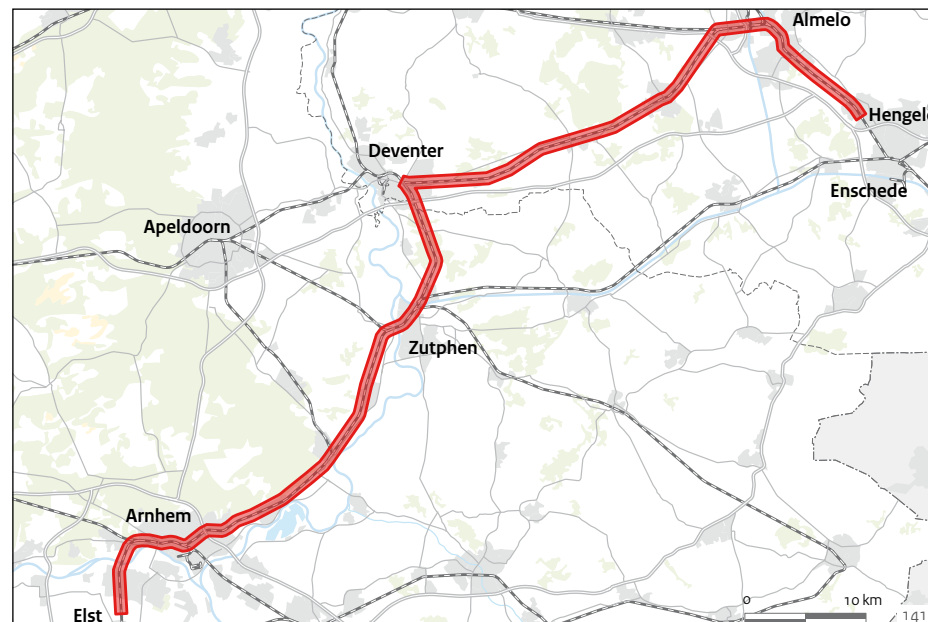 Almelo
Hengelo
Deventer
Enschede
Apeldoorn
Zutphen
Arnhem
Elst
0 10 km
141